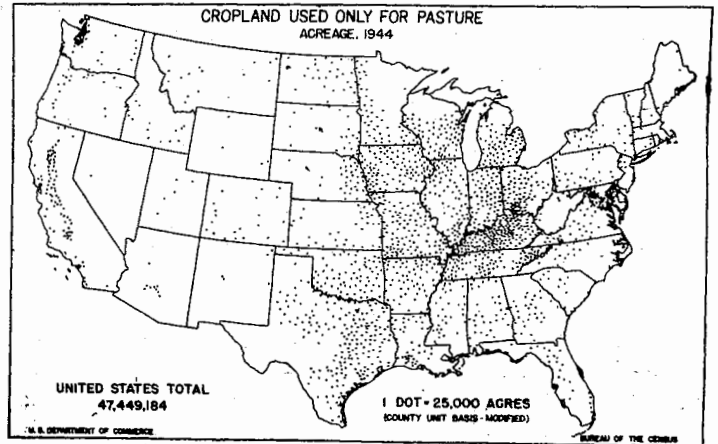 CROPLAND USED ONLY FOR PASTURE
ACREAGE, 1944
UNITED STATES TOTAL
47,449,184
1 DOT = 25,000 ACRES
(COUNTY UNIT BASIS - MODIFIED)
U. S. DEPARTMENT OF COMMERCE
BUREAU OF THE CENSUS